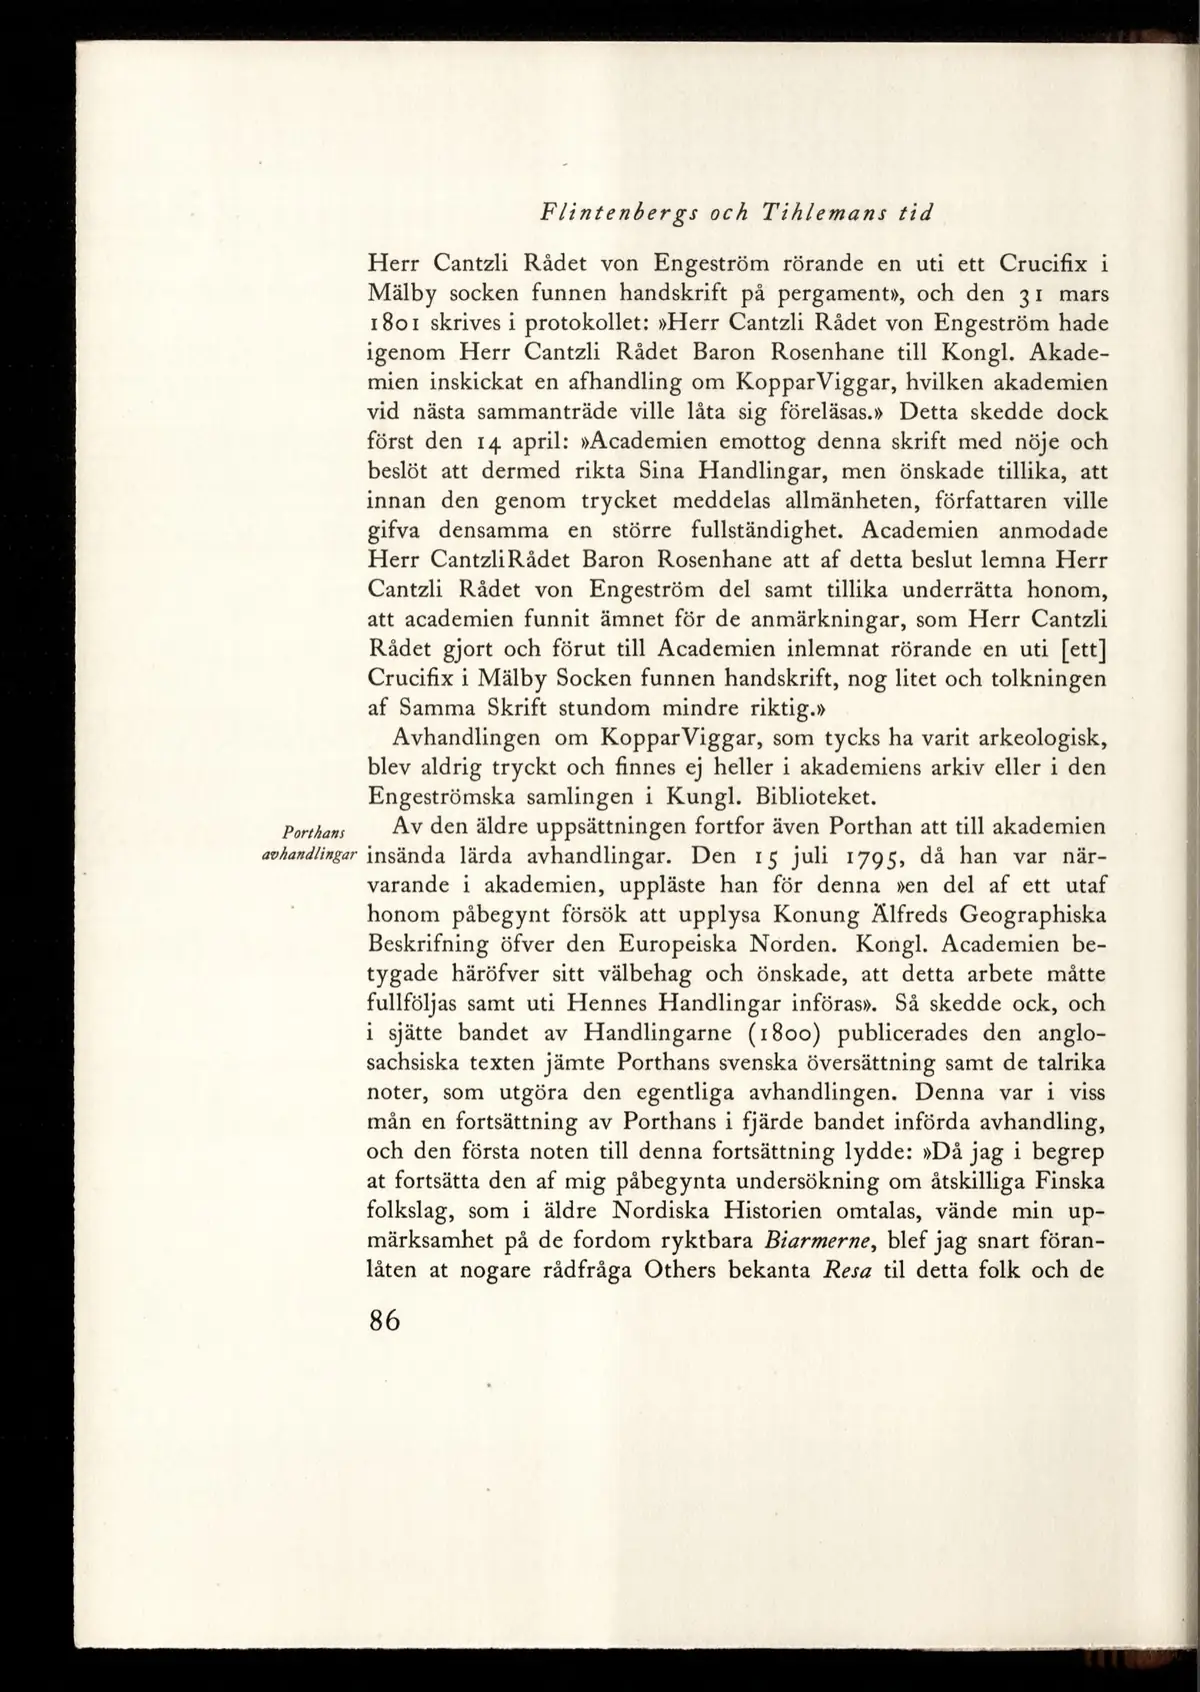 Flintenbergs och Tihlemans tid
Herr Cantzli Rådet von Engeström rörande en uti ett Crucifix i
Mälby socken funnen handskrift på pergament», och den 31 mars
1801 skrives i protokollet: »Herr Cantzli Rådet von Engeström hade
igenom Herr Cantzli Rådet Baron Rosenhane till Kongl. Akade-
mien inskickat en afhandling om KopparViggar, hvilken akademien
vid nästa sammanträde ville låta sig föreläsas.» Detta skedde dock
först den 14 april: »Academien emottog denna skrift med nöje och
beslöt att dermed rikta Sina Handlingar, men önskade tillika, att
innan den genom trycket meddelas allmänheten, författaren ville
gifva densamma en större fullständighet. Academien anmodade
Herr CantzliRådet Baron Rosenhane att af detta beslut lemna Herr
Cantzli Rådet von Engeström del samt tillika underrätta honom,
att academien funnit ämnet för de anmärkningar, som Herr Cantzli
Rådet gjort och förut till Academien inlemnat rörande en uti [ett]
Crucifix i Mälby Socken funnen handskrift, nog litet och tolkningen
af Samma Skrift stundom mindre riktig.»
Avhandlingen om KopparViggar, som tycks ha varit arkeologisk,
blev aldrig tryckt och finnes ej heller i akademiens arkiv eller i den
Engeströmska samlingen i Kungl. Biblioteket.
Porthans
avhandlingar
Av den äldre uppsättningen fortfor även Porthan att till akademien
insända lärda avhandlingar. Den 15 juli 1795, då han var när-
varande i akademien, uppläste han för denna »en del af ett utaf
honom påbegynt försök att upplysa Konung Älfreds Geographiska
Beskrifning öfver den Europeiska Norden. Kongl. Academien be-
tygade häröfver sitt välbehag och önskade, att detta arbete måtte
fullföljas samt uti Hennes Handlingar införas». Så skedde ock, och
i sjätte bandet av Handlingarne (1800) publicerades den anglo-
sachsiska texten jämte Porthans svenska översättning samt de talrika
noter, som utgöra den egentliga avhandlingen. Denna var i viss
mån en fortsättning av Porthans i fjärde bandet införda avhandling,
och den första noten till denna fortsättning lydde: »Då jag i begrep
at fortsätta den af mig påbegynta undersökning om åtskilliga Finska
folkslag, som i äldre Nordiska Historien omtalas, vände min up-
märksamhet på de fordom ryktbara Biarmerne, blef jag snart föran-
låten at nogare rådfråga Others bekanta Resa til detta folk och de
86